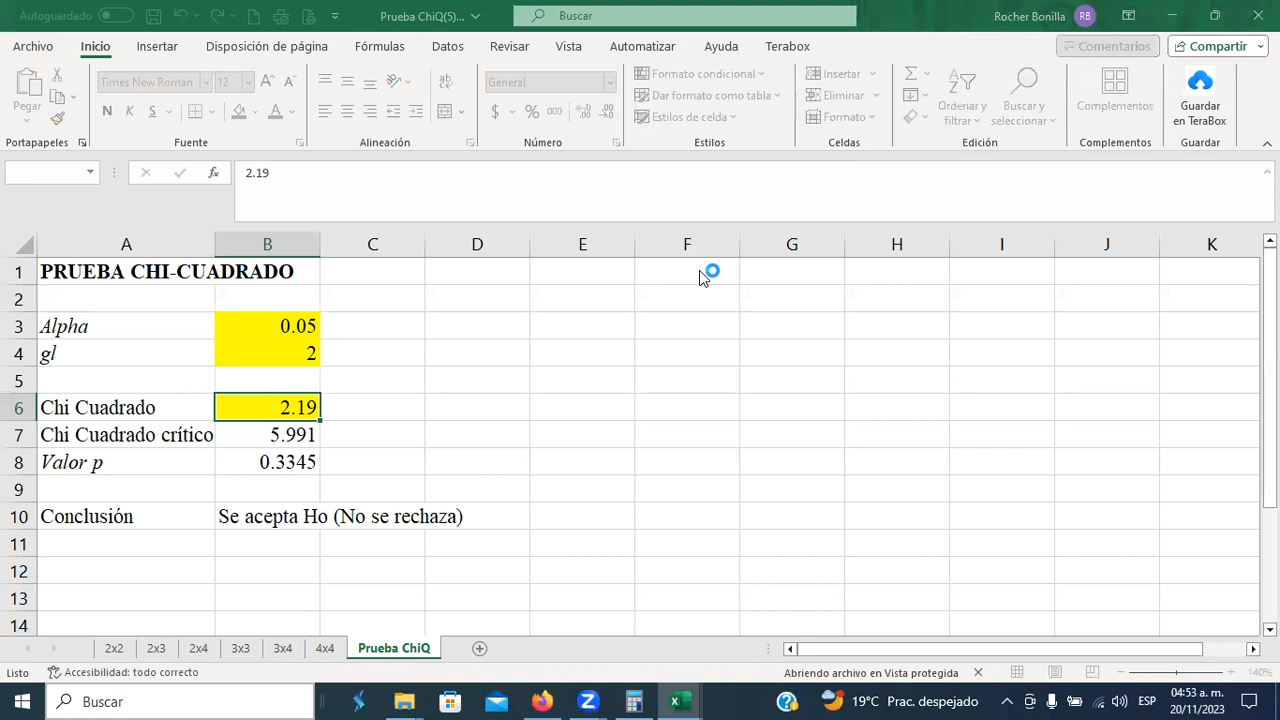 Autoguardado
Prueba ChiQ(5)...
Buscar
Rocher Bonilla
RB
Archivo Inicio Insertar Disposición de página Fórmulas Datos Revisar Vista Automatizar Ayuda Terabox
Comentarios Compartir
Pegar
Times New Roman 12
General
Formato condicional
Dar formato como tabla
Estilos de celda
Insertar
Eliminar
Formato
Ordenar y filtrar
Buscar y seleccionar
Complementos
Guardar en TeraBox
Portapapeles Fuente Alineación Número Estilos Celdas Edición Complementos Guardar
2.19
A B C D E F G H I J K
1 PRUEBA CHI-CUADRADO
2
3 Alpha 0.05
4 gl 2
5
6 Chi Cuadrado 2.19
7 Chi Cuadrado crítico 5.991
8 Valor p 0.3345
9
10 Conclusión Se acepta Ho (No se rechaza)
11
12
13
14
2x2 2x3 2x4 3x3 3x4 4x4 Prueba ChiQ
Listo Accesibilidad: todo correcto Abriendo archivo en Vista protegida 140%
Buscar
19°C Prac. despejado
ESP
04:53 a. m.
20/11/2023